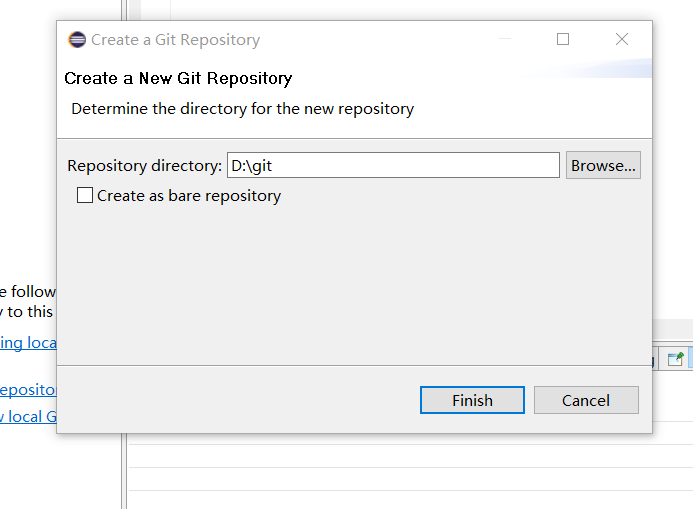 Create a Git Repository
Create a New Git Repository
Determine the directory for the new repository
Repository directory: D:\git Browse...
Create as bare repository
e follow
y to this
ing loca
eposito
w local G
Finish Cancel